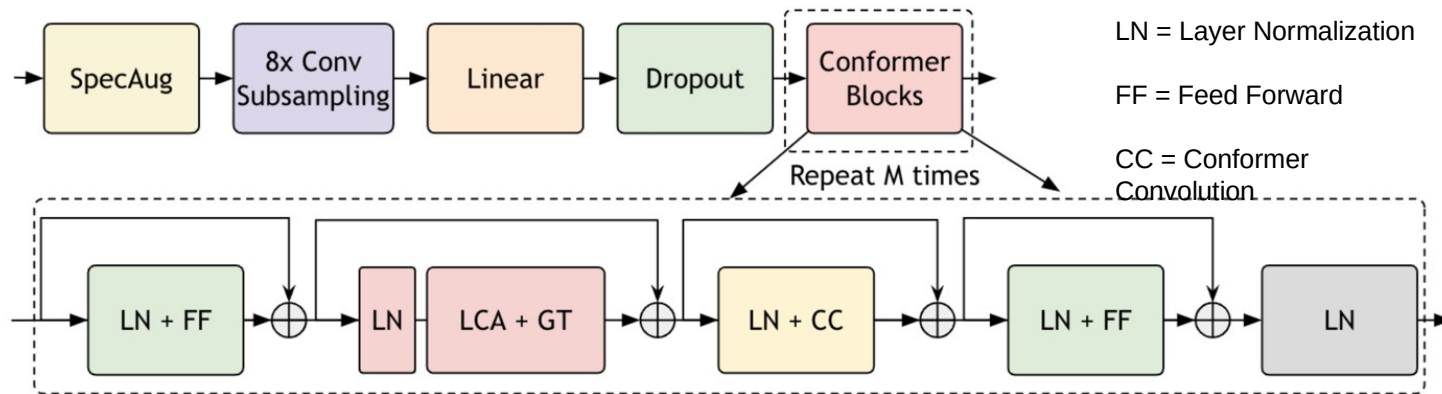 SpecAug
8x Conv
Subsampling
Linear
Dropout
Conformer
Blocks
LN = Layer Normalization
FF = Feed Forward
CC = Conformer
Convolution
Repeat M times
LN + FF
LN
LCA + GT
LN + CC
LN + FF
LN